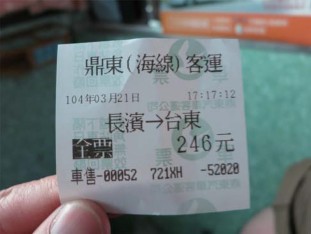 鼎東(海線)客運
104年03月21日 17:17:12
長濱→台東
全票 246元
車售-00052 721XH -52020